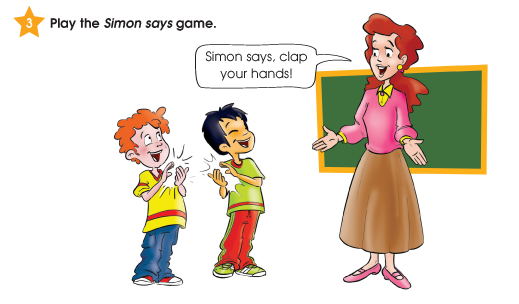 3 Play the Simon says game.
Simon says, clap
your hands!